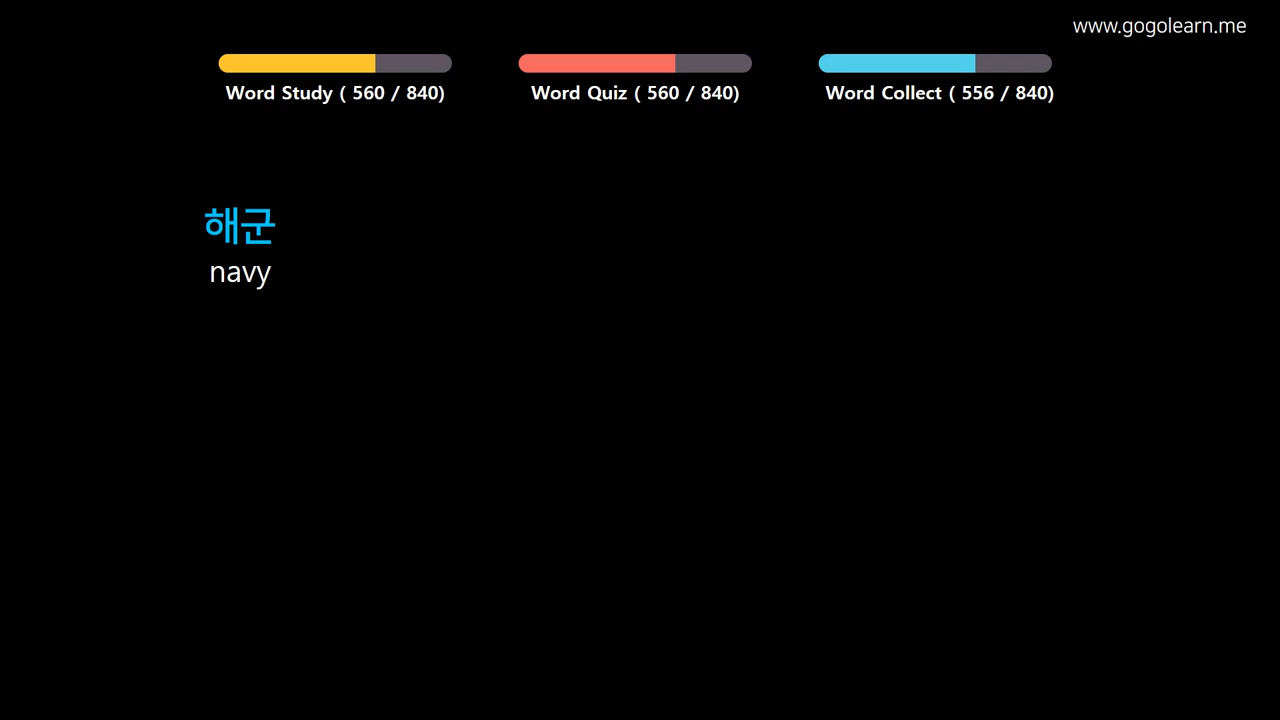 www.gogolearn.me
Word Study ( 560 / 840)
Word Quiz ( 560 / 840)
Word Collect ( 556 / 840)
해군
navy